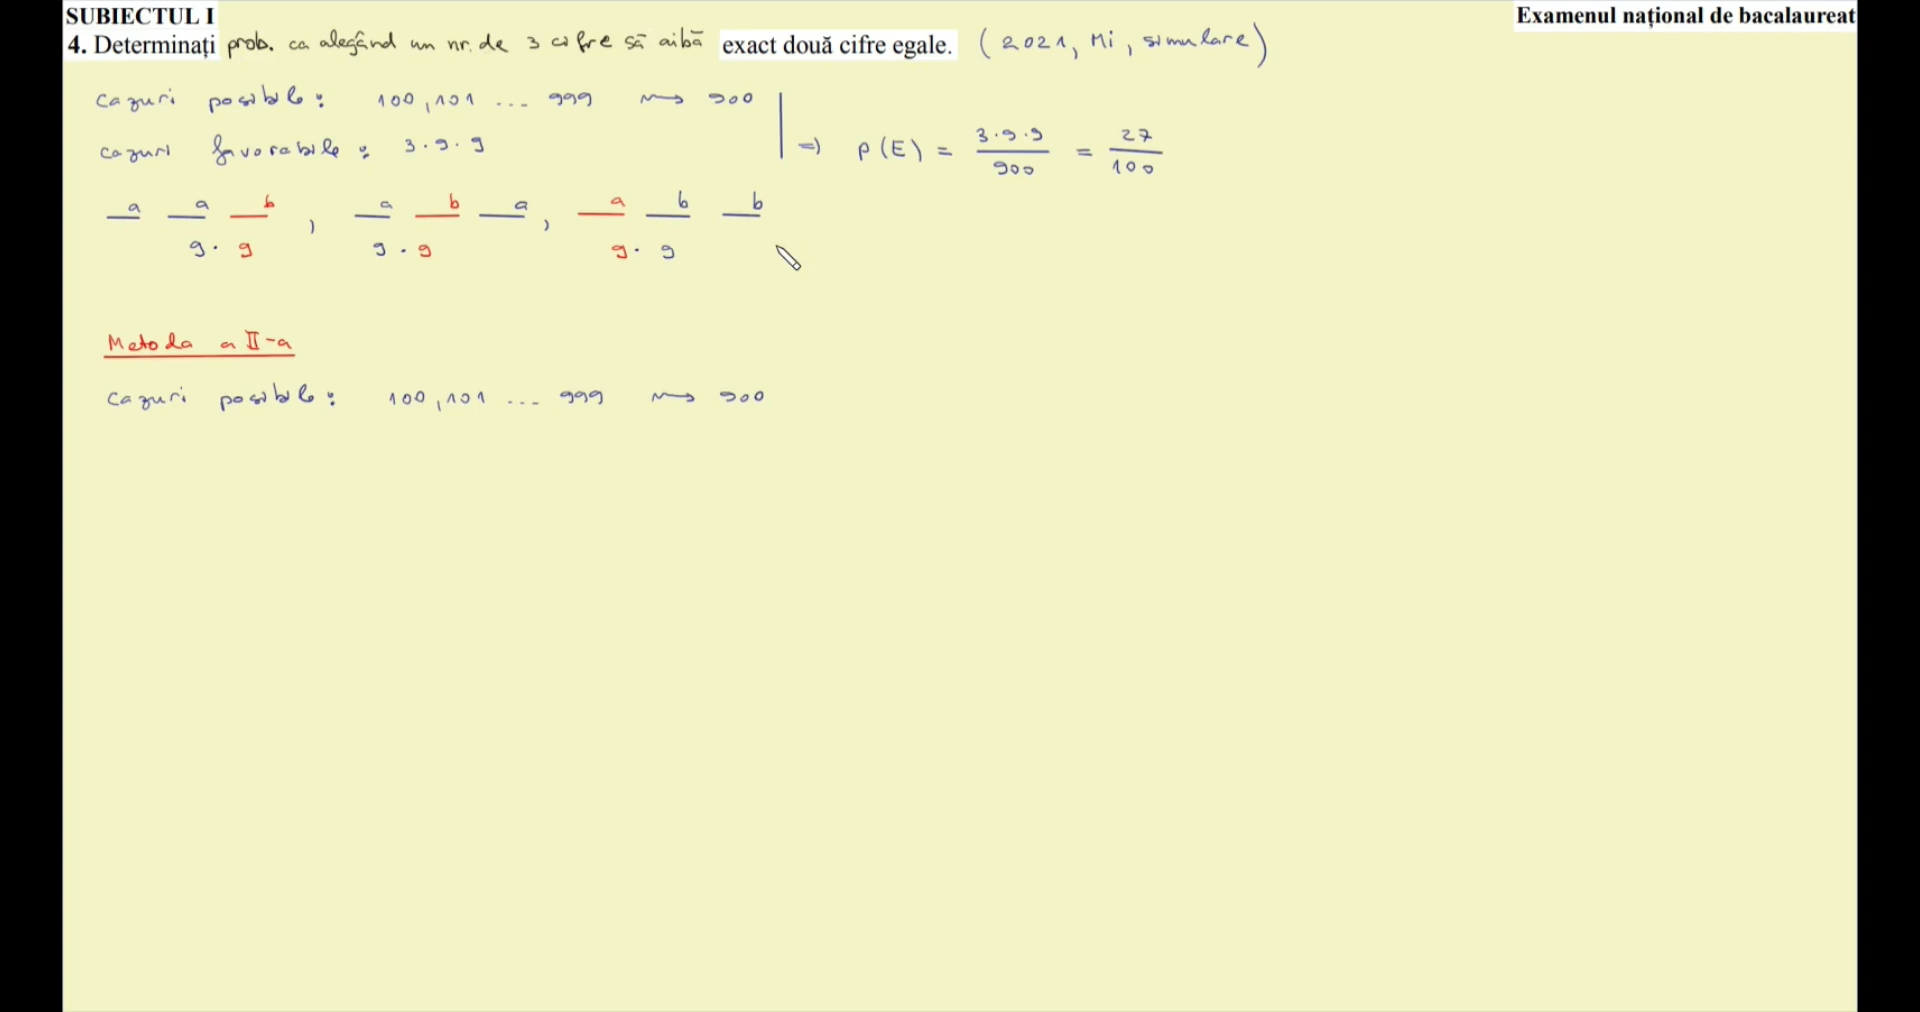 SUBIECTUL I
Examenul național de bacalaureat
4. Determinați prob. ca alegând un nr. de 3 cifre să aibă exact două cifre egale. (2021, Mi, simulare)
cazuri posibile: 100, 101 ... 999 ⟿ 900
cazuri favorabile: 3·9·9
=> P(E) = 3·9·9 / 900 = 27 / 100
a a b , a b a , a b b
9·9 9·9 9·9
Metoda a II-a
cazuri posibile: 100, 101 ... 999 ⟿ 900